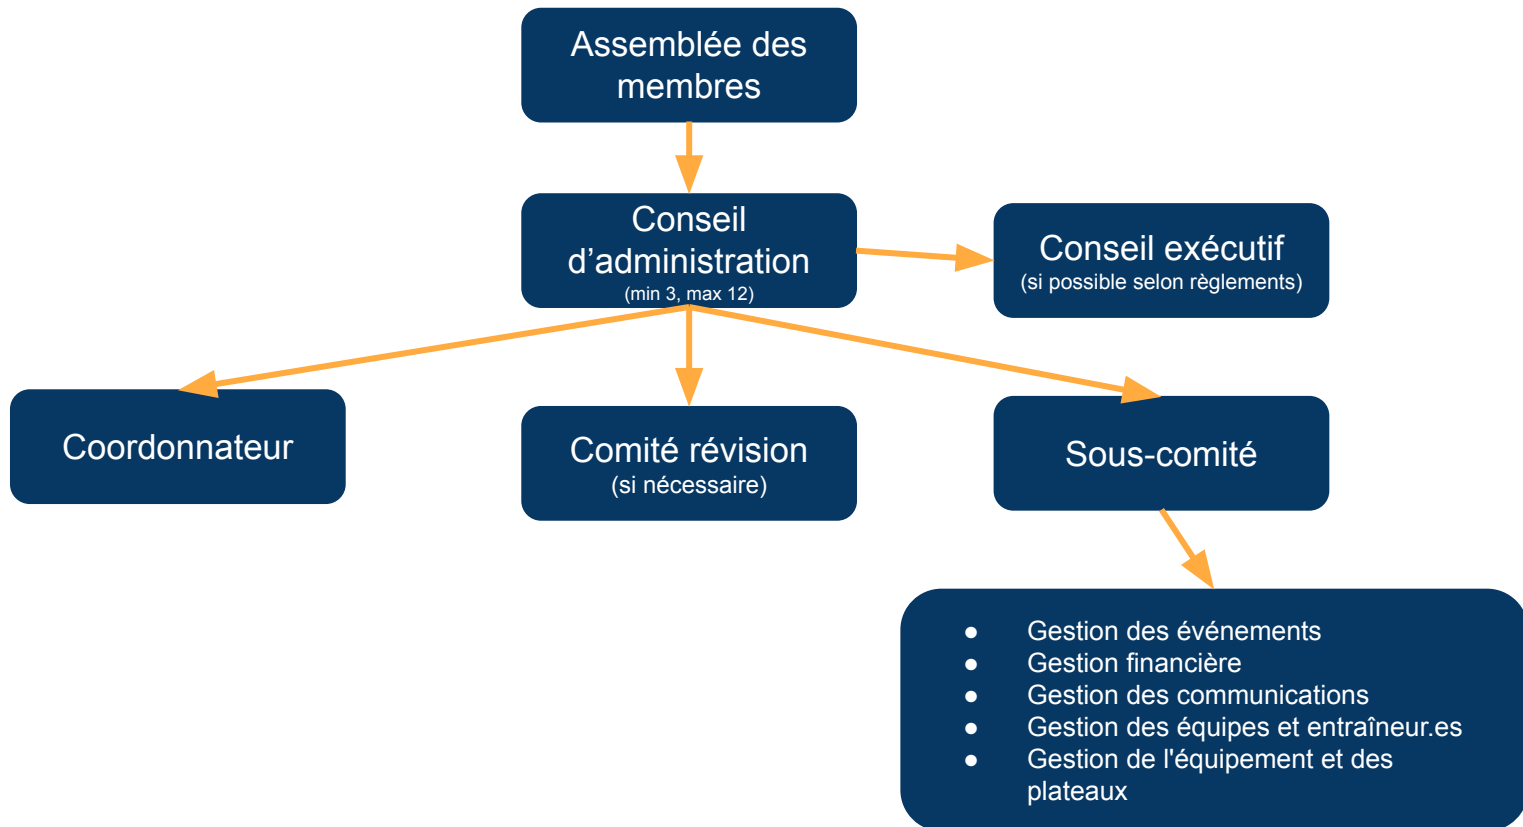 Assemblée des
membres
Conseil
d’administration
(min 3, max 12)
Conseil exécutif
(si possible selon règlements)
Coordonnateur
Comité révision
(si nécessaire)
Sous-comité
● Gestion des événements
● Gestion financière
● Gestion des communications
● Gestion des équipes et entraîneur.es
● Gestion de l'équipement et des
plateaux